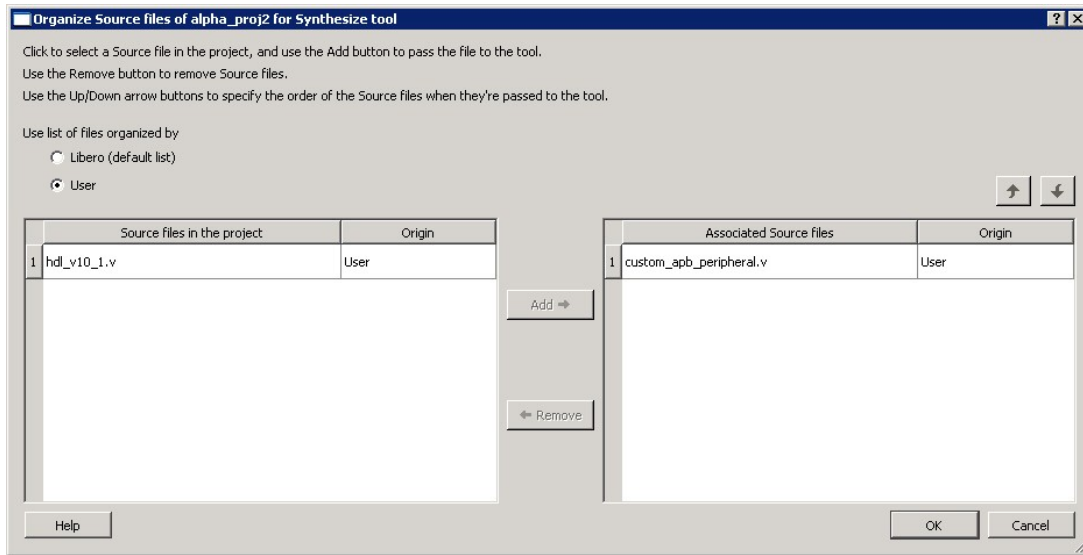 Organize Source files of alpha_proj2 for Synthesize tool
Click to select a Source file in the project, and use the Add button to pass the file to the tool.
Use the Remove button to remove Source files.
Use the Up/Down arrow buttons to specify the order of the Source files when they're passed to the tool.
Use list of files organized by
Libero (default list)
User
Source files in the project Origin
1 hdl_v10_1.v User
Add
Remove
Associated Source files Origin
1 custom_apb_peripheral.v User
Help
OK
Cancel